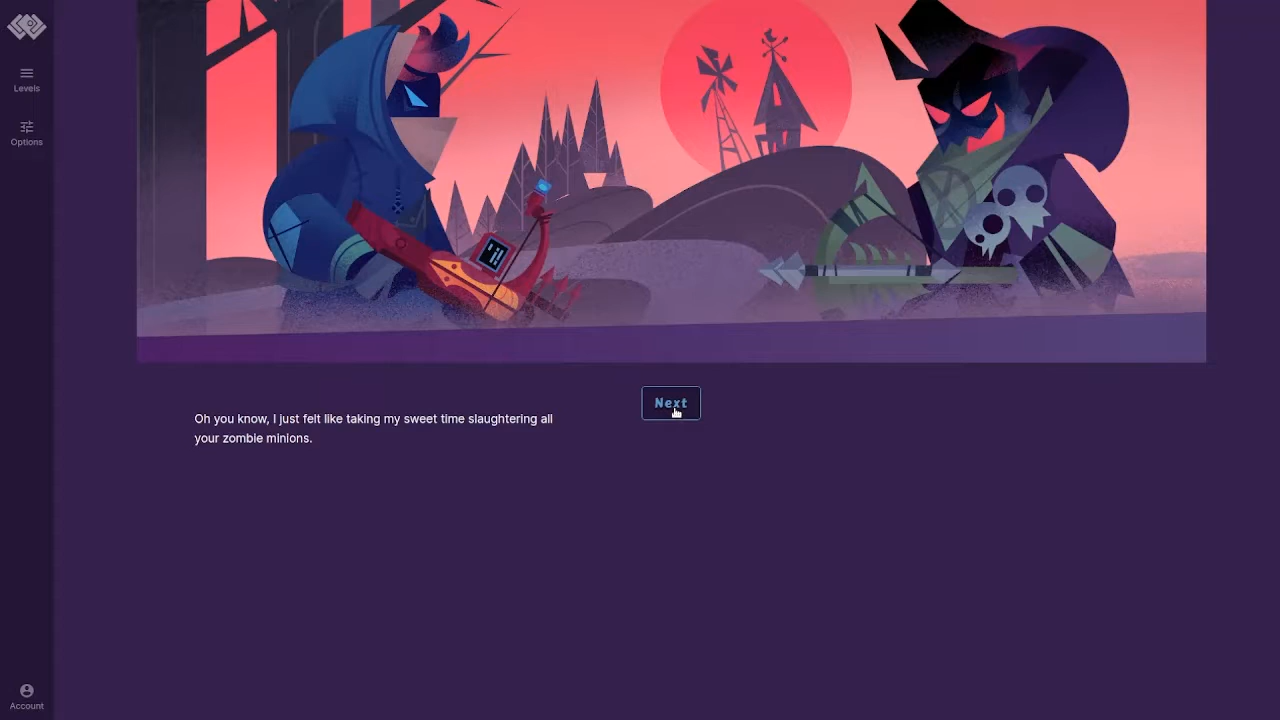 Levels
Options
Next
Oh you know, I just felt like taking my sweet time slaughtering all
your zombie minions.
Account